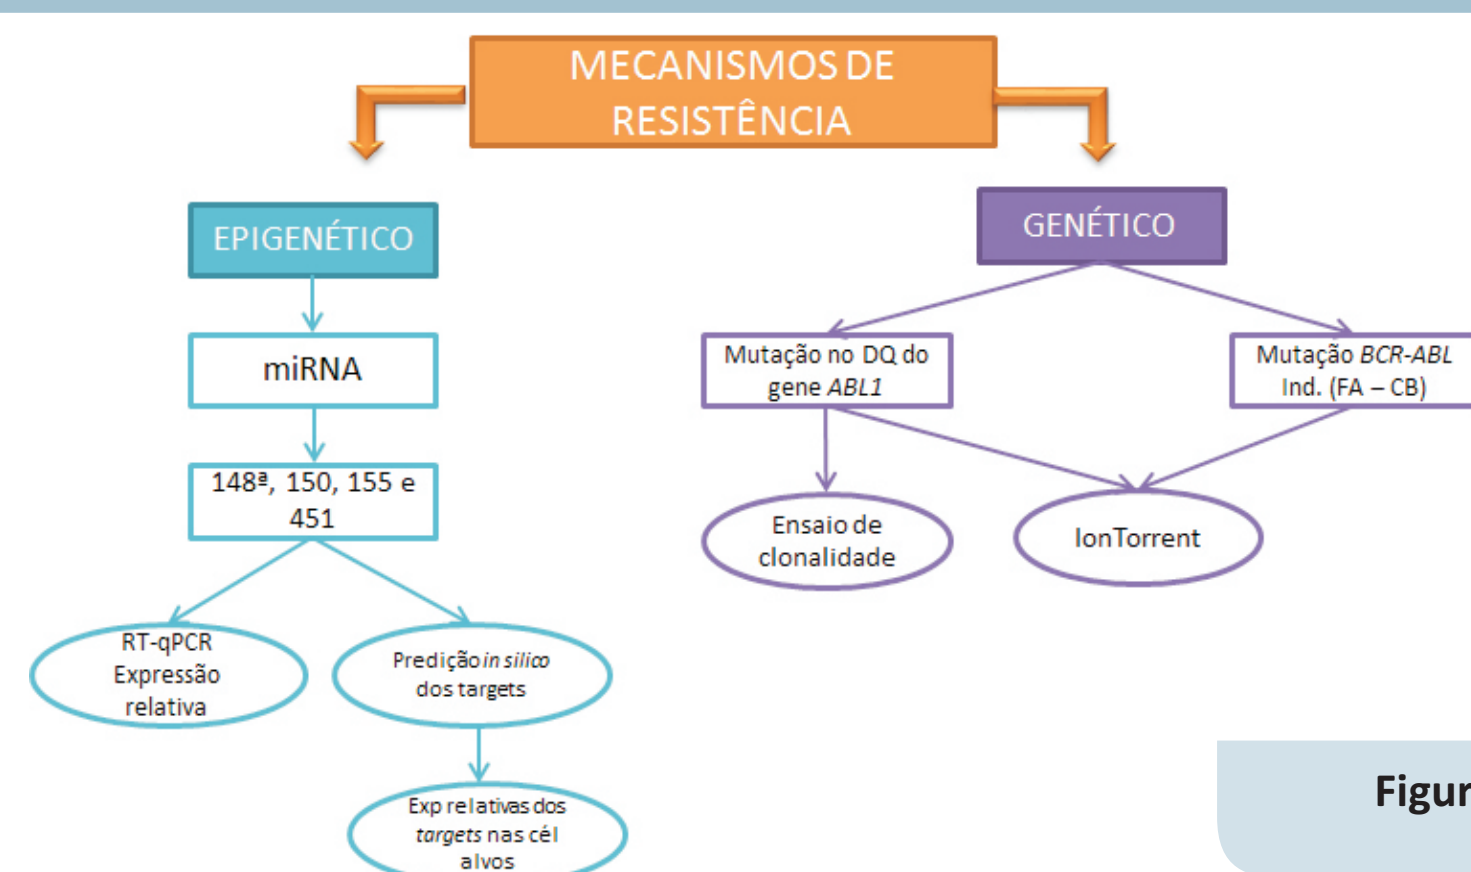 MECANISMOS DE
RESISTÊNCIA
EPIGENÉTICO
GENÉTICO
miRNA
Mutação no DQ do
gene ABL1
Mutação BCR-ABL
Ind. (FA – CB)
148ª, 150, 155 e
451
Ensaio de
clonalidade
IonTorrent
RT-qPCR
Expressão
relativa
Predição in silico
dos targets
Exp relativas dos
targets nas cél
alvos
Figur